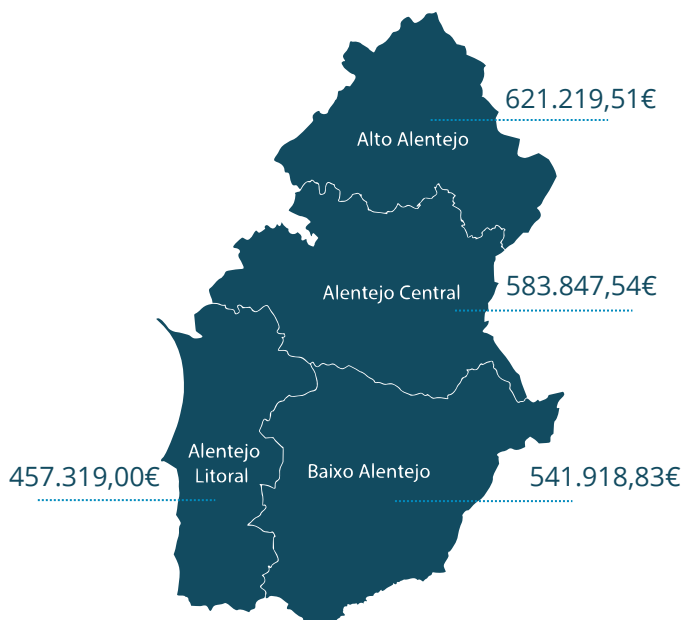 621.219,51€
Alto Alentejo
583.847,54€
Alentejo Central
Alentejo
Litoral
457.319,00€
Baixo Alentejo
541.918,83€